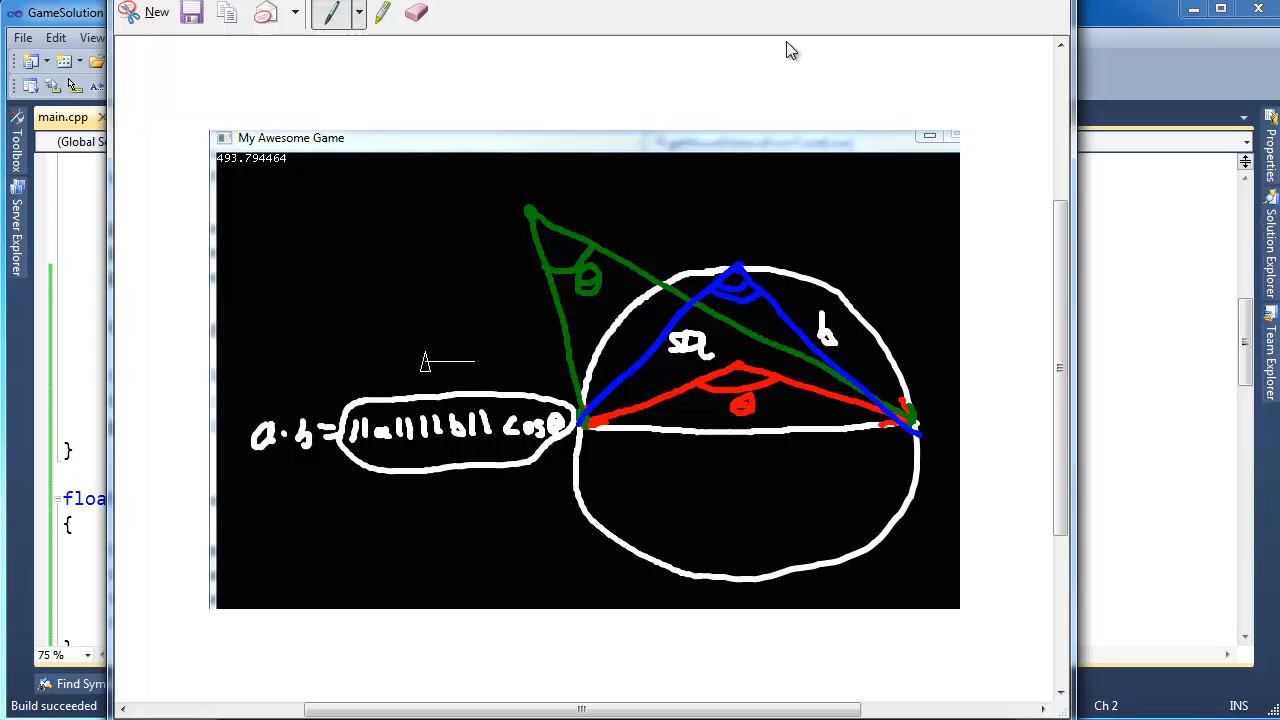 GameSolution
New
File Edit View
main.cpp
(Global S
Toolbox
Server Explorer
My Awesome Game
493.794464
θ
b
θ
a·b=||a|| ||b|| cosθ
}
floa
{
}
75 %
Find Sym
Build succeeded
Ch 2
INS
Properties
Solution Explorer
Team Explorer